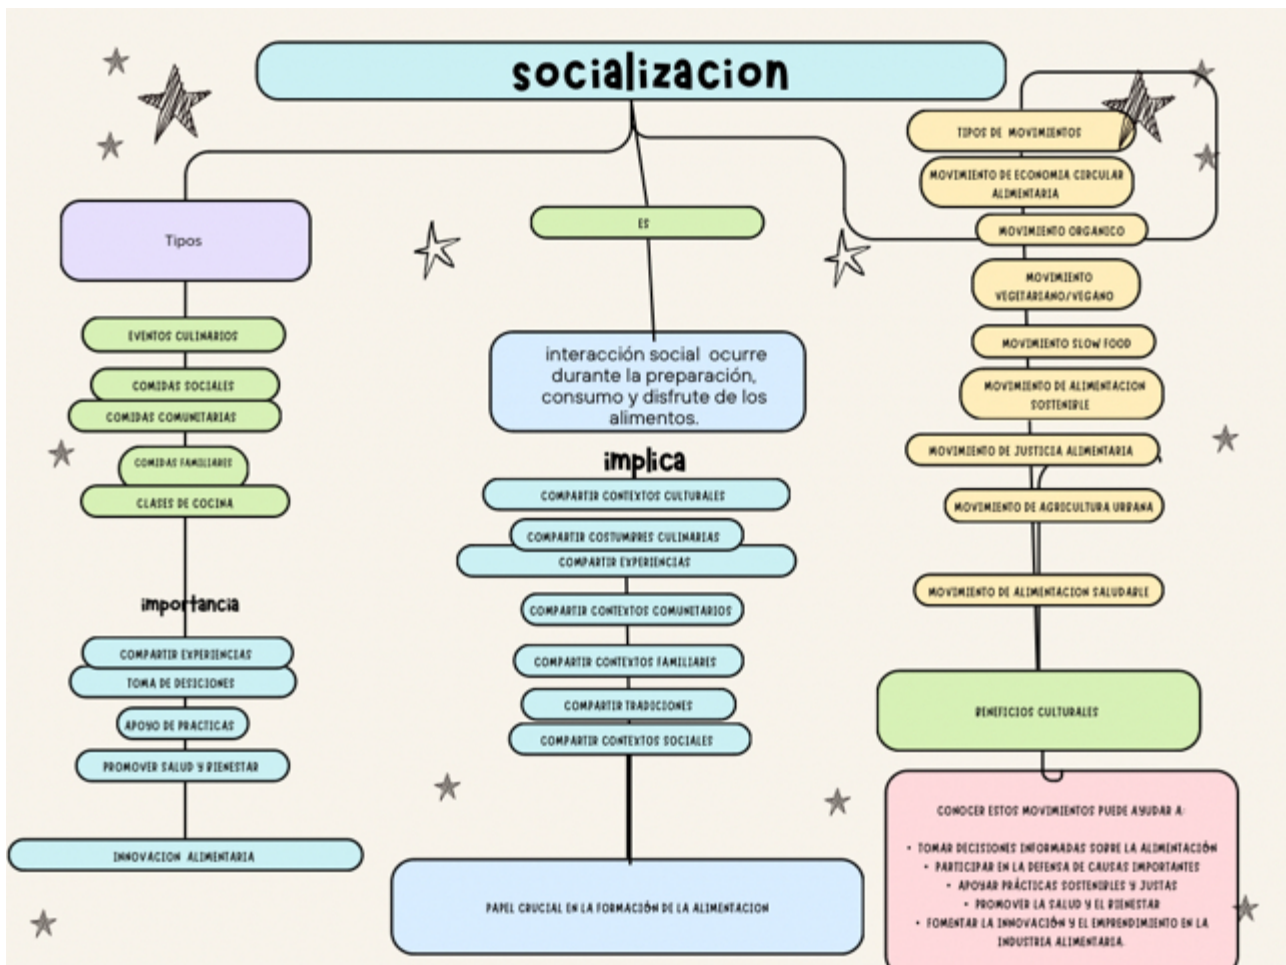 socializacion
Tipos
EVENTOS CULINARIOS
COMIDAS SOCIALES
COMIDAS COMUNITARIAS
COMIDAS FAMILIARES
CLASES DE COCINA
importancia
COMPARTIR EXPERIENCIAS
TOMA DE DESICIONES
APOYO DE PRACTICAS
PROMOVER SALUD Y BIENESTAR
INNOVACION ALIMENTARIA
ES
interacción social ocurre
durante la preparación,
consumo y disfrute de los
alimentos.
implica
COMPARTIR CONTEXTOS CULTURALES
COMPARTIR COSTUMBRES CULINARIAS
COMPARTIR EXPERIENCIAS
COMPARTIR CONTEXTOS COMUNITARIOS
COMPARTIR CONTEXTOS FAMILIARES
COMPARTIR TRADICIONES
COMPARTIR CONTEXTOS SOCIALES
PAPEL CRUCIAL EN LA FORMACIÓN DE LA ALIMENTACION
TIPOS DE MOVIMIENTOS
MOVIMIENTO DE ECONOMIA CIRCULAR
ALIMENTARIA
MOVIMIENTO ORGANICO
MOVIMIENTO
VEGETARIANO/VEGANO
MOVIMIENTO SLOW FOOD
MOVIMIENTO DE ALIMENTACION
SOSTENIBLE
MOVIMIENTO DE JUSTICIA ALIMENTARIA
MOVIMIENTO DE AGRICULTURA URBANA
MOVIMIENTO DE ALIMENTACION SALUDABLE
BENEFICIOS CULTURALES
CONOCER ESTOS MOVIMIENTOS PUEDE AYUDAR A:
• TOMAR DECISIONES INFORMADAS SOBRE LA ALIMENTACIÓN
• PARTICIPAR EN LA DEFENSA DE CAUSAS IMPORTANTES
• APOYAR PRÁCTICAS SOSTENIBLES Y JUSTAS
• PROMOVER LA SALUD Y EL BIENESTAR
• FOMENTAR LA INNOVACIÓN Y EL EMPRENDIMIENTO EN LA
INDUSTRIA ALIMENTARIA.